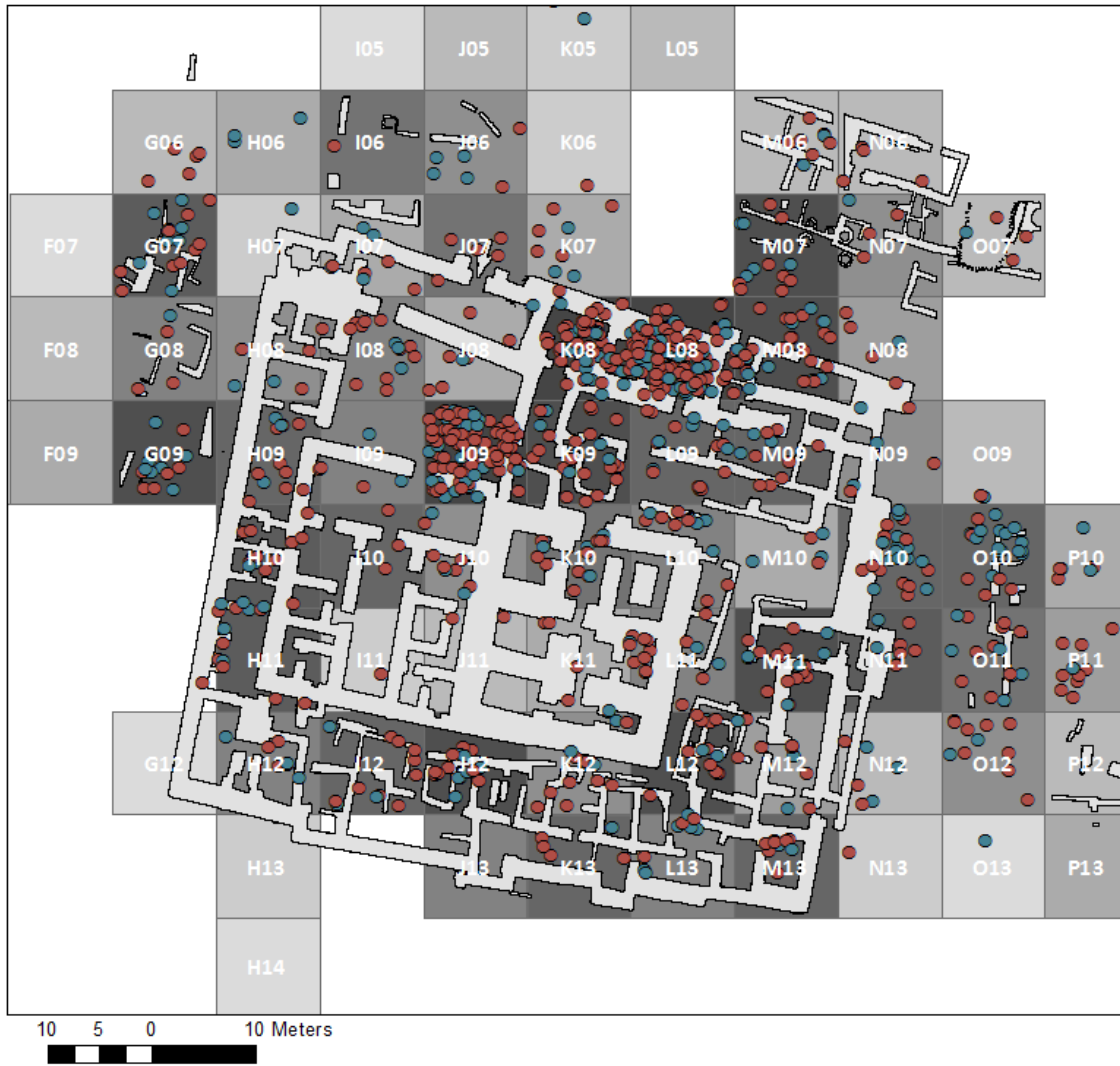 I05 J05 K05 L05
G06 H06 I06 J06 K06 M06 N06
F07 G07 H07 I07 J07 K07 M07 N07 O07
F08 G08 H08 I08 J08 K08 L08 M08 N08
F09 G09 H09 I09 J09 K09 L09 M09 N09 O09
H10 I10 J10 K10 L10 M10 N10 O10 P10
H11 I11 J11 K11 L11 M11 N11 O11 P11
G12 H12 I12 J12 K12 L12 M12 N12 O12 P12
H13 J13 K13 L13 M13 N13 O13 P13
H14
10 5 0 10 Meters